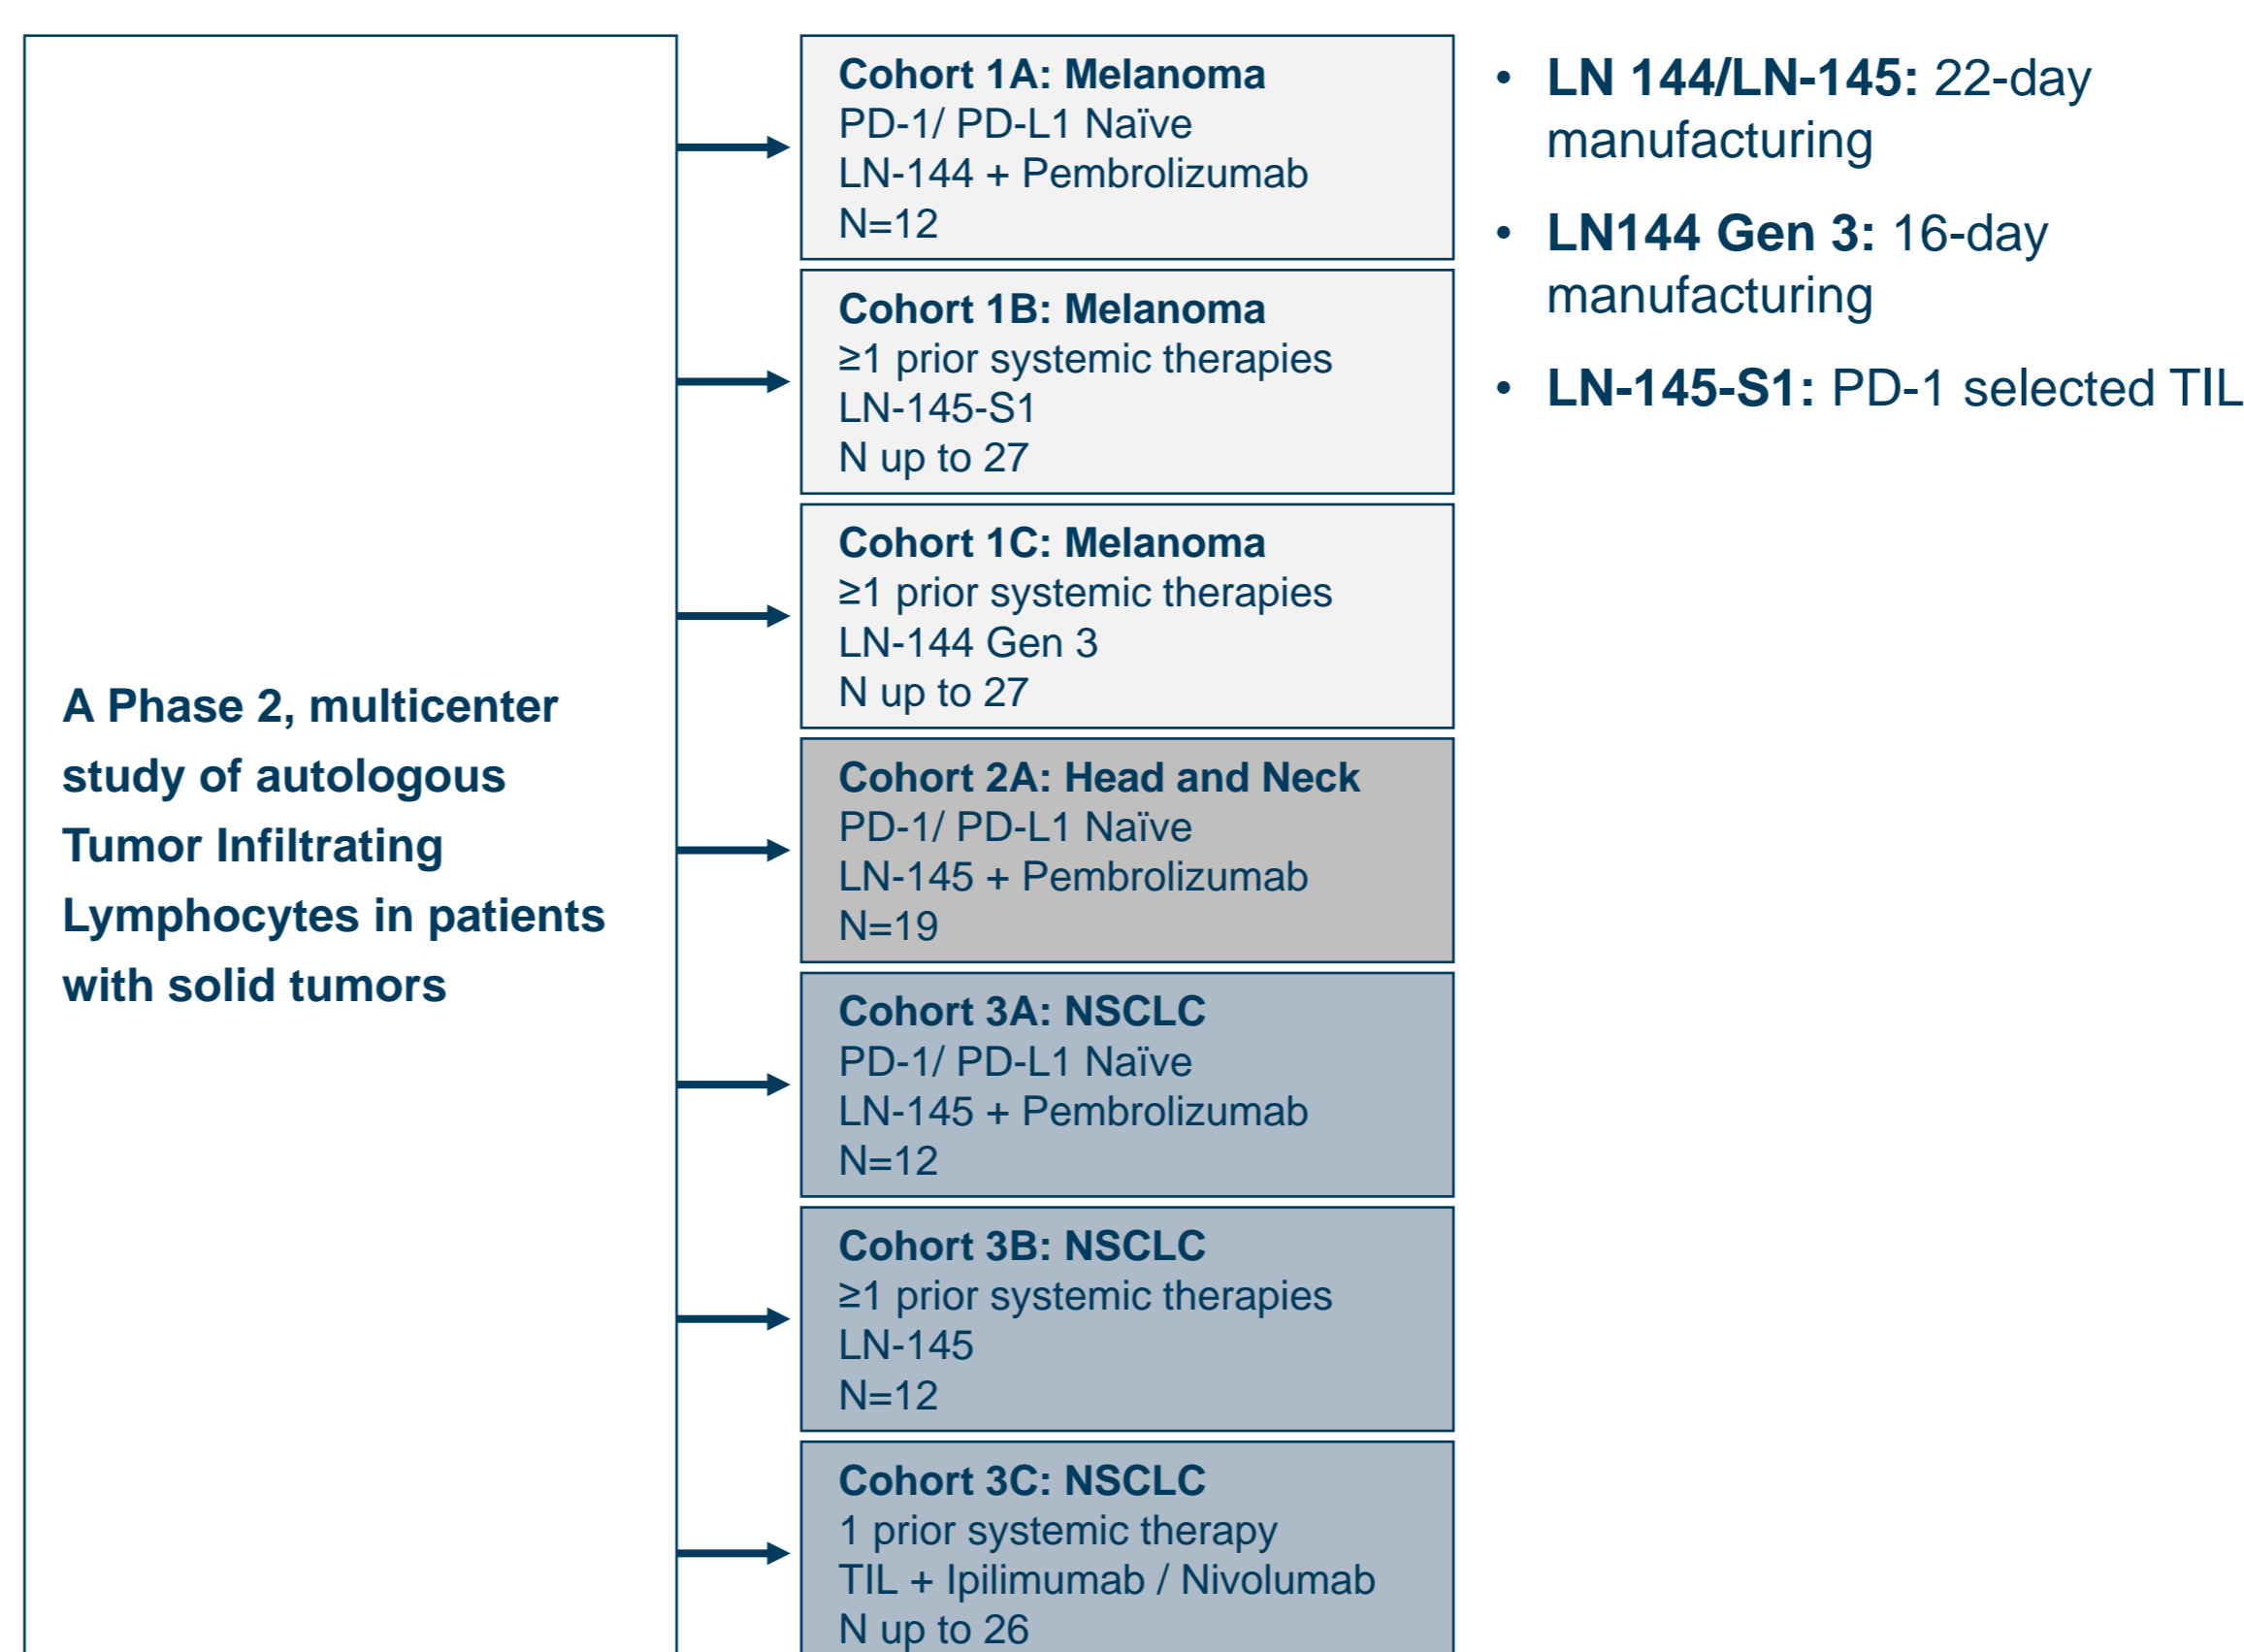 A Phase 2, multicenter
study of autologous
Tumor Infiltrating
Lymphocytes in patients
with solid tumors
Cohort 1A: Melanoma
PD-1/ PD-L1 Naïve
LN-144 + Pembrolizumab
N=12
Cohort 1B: Melanoma
≥1 prior systemic therapies
LN-145-S1
N up to 27
Cohort 1C: Melanoma
≥1 prior systemic therapies
LN-144 Gen 3
N up to 27
Cohort 2A: Head and Neck
PD-1/ PD-L1 Naïve
LN-145 + Pembrolizumab
N=19
Cohort 3A: NSCLC
PD-1/ PD-L1 Naïve
LN-145 + Pembrolizumab
N=12
Cohort 3B: NSCLC
≥1 prior systemic therapies
LN-145
N=12
Cohort 3C: NSCLC
1 prior systemic therapy
TIL + Ipilimumab / Nivolumab
N up to 26
• LN 144/LN-145: 22-day
manufacturing
• LN144 Gen 3: 16-day
manufacturing
• LN-145-S1: PD-1 selected TIL